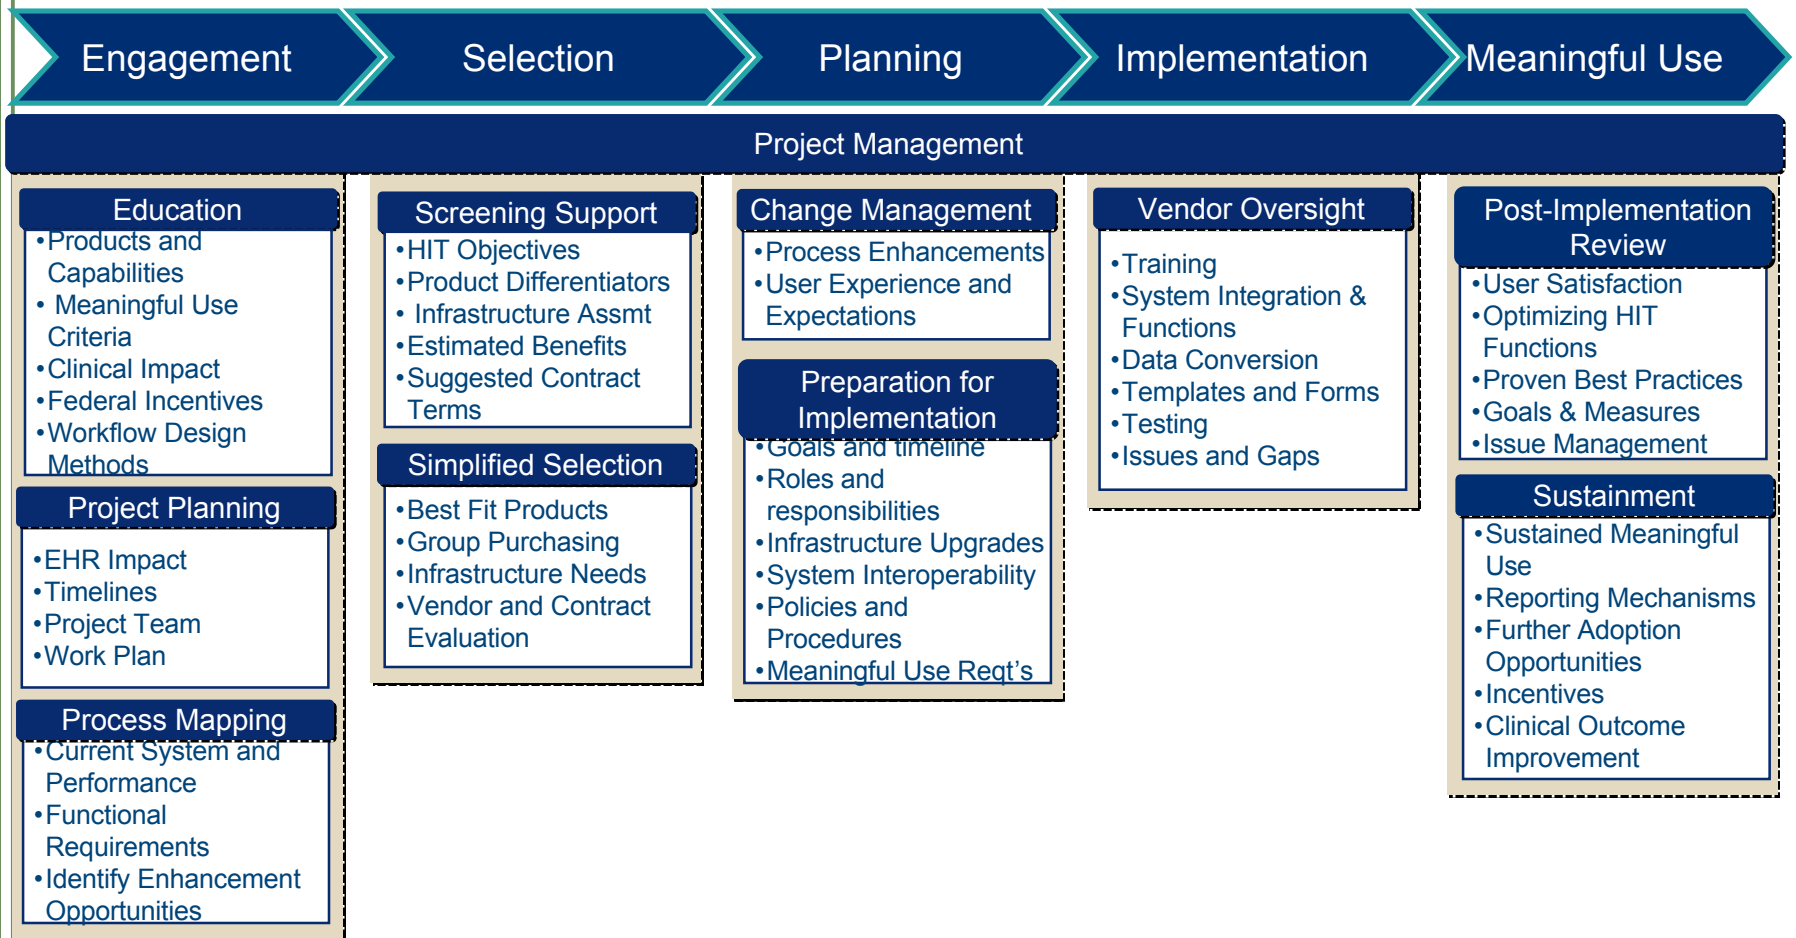 Engagement
Selection
Planning
Implementation
Meaningful Use
Project Management
Education
•Products and
Capabilities
• Meaningful Use
Criteria
•Clinical Impact
•Federal Incentives
•Workflow Design
Methods
Project Planning
•EHR Impact
•Timelines
•Project Team
•Work Plan
Process Mapping
•Current System and
Performance
•Functional
Requirements
•Identify Enhancement
Opportunities
Screening Support
•HIT Objectives
•Product Differentiators
• Infrastructure Assmt
•Estimated Benefits
•Suggested Contract
Terms
Simplified Selection
•Best Fit Products
•Group Purchasing
•Infrastructure Needs
•Vendor and Contract
Evaluation
Change Management
•Process Enhancements
•User Experience and
Expectations
Preparation for
Implementation
•Goals and timeline
•Roles and
responsibilities
•Infrastructure Upgrades
•System Interoperability
•Policies and
Procedures
•Meaningful Use Reqt's
Vendor Oversight
•Training
•System Integration &
Functions
•Data Conversion
•Templates and Forms
•Testing
•Issues and Gaps
Post-Implementation
Review
•User Satisfaction
•Optimizing HIT
Functions
•Proven Best Practices
•Goals & Measures
•Issue Management
Sustainment
•Sustained Meaningful
Use
•Reporting Mechanisms
•Further Adoption
Opportunities
•Incentives
•Clinical Outcome
Improvement